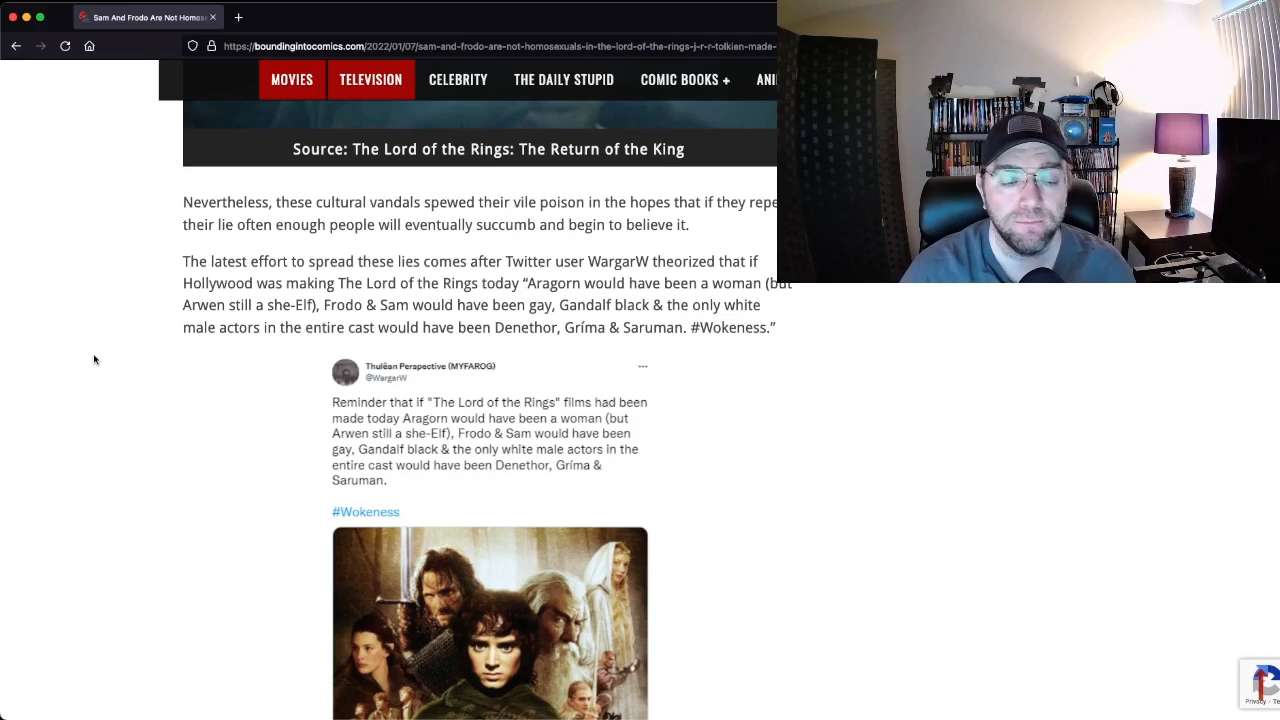 Sam And Frodo Are Not Homose
https://boundingintocomics.com/2022/01/07/sam-and-frodo-are-not-homosexuals-in-the-lord-of-the-rings-j-r-r-tolkien-made-
MOVIES
TELEVISION
CELEBRITY
THE DAILY STUPID
COMIC BOOKS +
ANI
Source: The Lord of the Rings: The Return of the King
Nevertheless, these cultural vandals spewed their vile poison in the hopes that if they repe
their lie often enough people will eventually succumb and begin to believe it.
The latest effort to spread these lies comes after Twitter user WargarW theorized that if
Hollywood was making The Lord of the Rings today “Aragorn would have been a woman (but
Arwen still a she-Elf), Frodo & Sam would have been gay, Gandalf black & the only white
male actors in the entire cast would have been Denethor, Gríma & Saruman. #Wokeness.”
Thulêan Perspective (MYFAROG)
@WargarW
Reminder that if "The Lord of the Rings" films had been
made today Aragorn would have been a woman (but
Arwen still a she-Elf), Frodo & Sam would have been
gay, Gandalf black & the only white male actors in the
entire cast would have been Denethor, Gríma &
Saruman.
#Wokeness
Privacy - Te